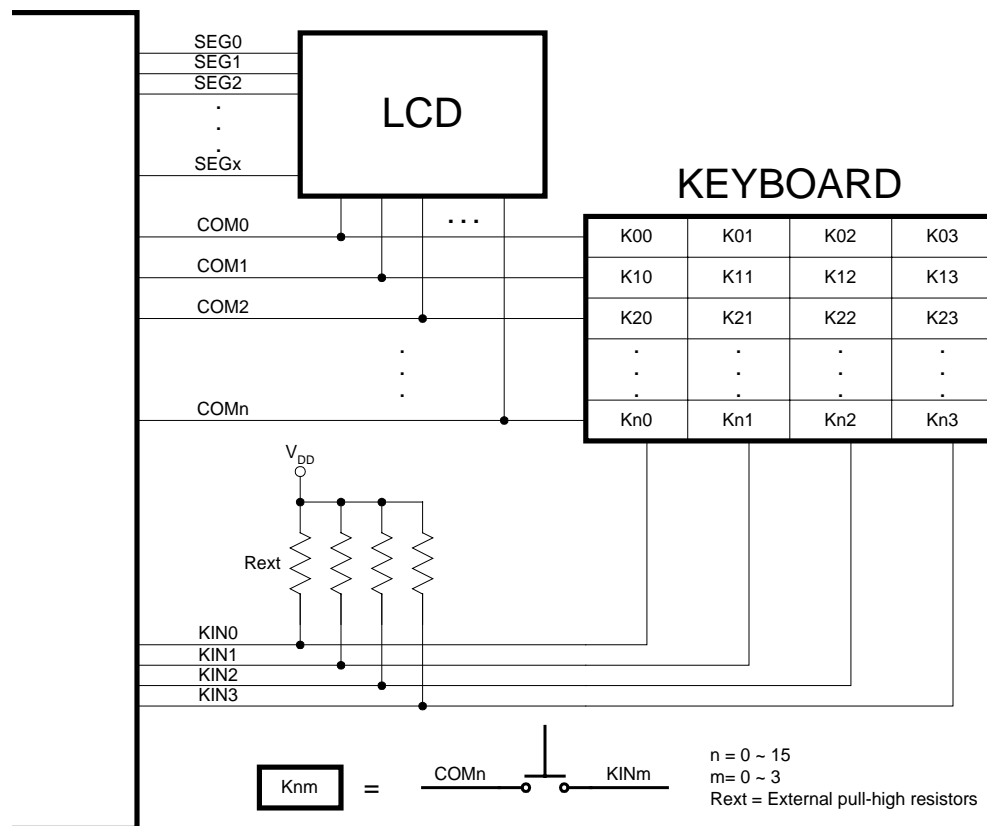 SEG0
SEG1
SEG2
.
.
.
SEGx
LCD
. . .
KEYBOARD
COM0
COM1
COM2
.
.
.
COMn
K00 K01 K02 K03
K10 K11 K12 K13
K20 K21 K22 K23
. . . .
. . . .
. . . .
Kn0 Kn1 Kn2 Kn3
VDD
Rext
KIN0
KIN1
KIN2
KIN3
Knm = COMn KINm
n = 0 ~ 15
m= 0 ~ 3
Rext = External pull-high resistors